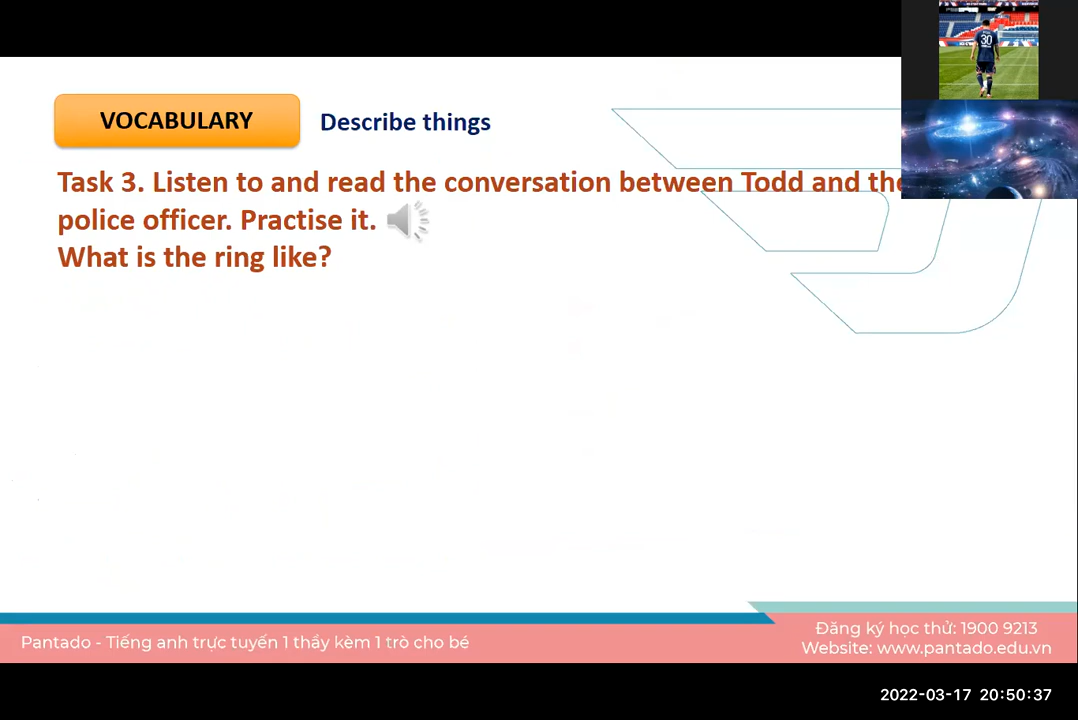 30
VOCABULARY
Describe things
Task 3. Listen to and read the conversation between Todd and the
police officer. Practise it.
What is the ring like?
Pantado - Tiếng anh trực tuyến 1 thầy kèm 1 trò cho bé
Đăng ký học thử: 1900 9213
Website: www.pantado.edu.vn
2022-03-17 20:50:37